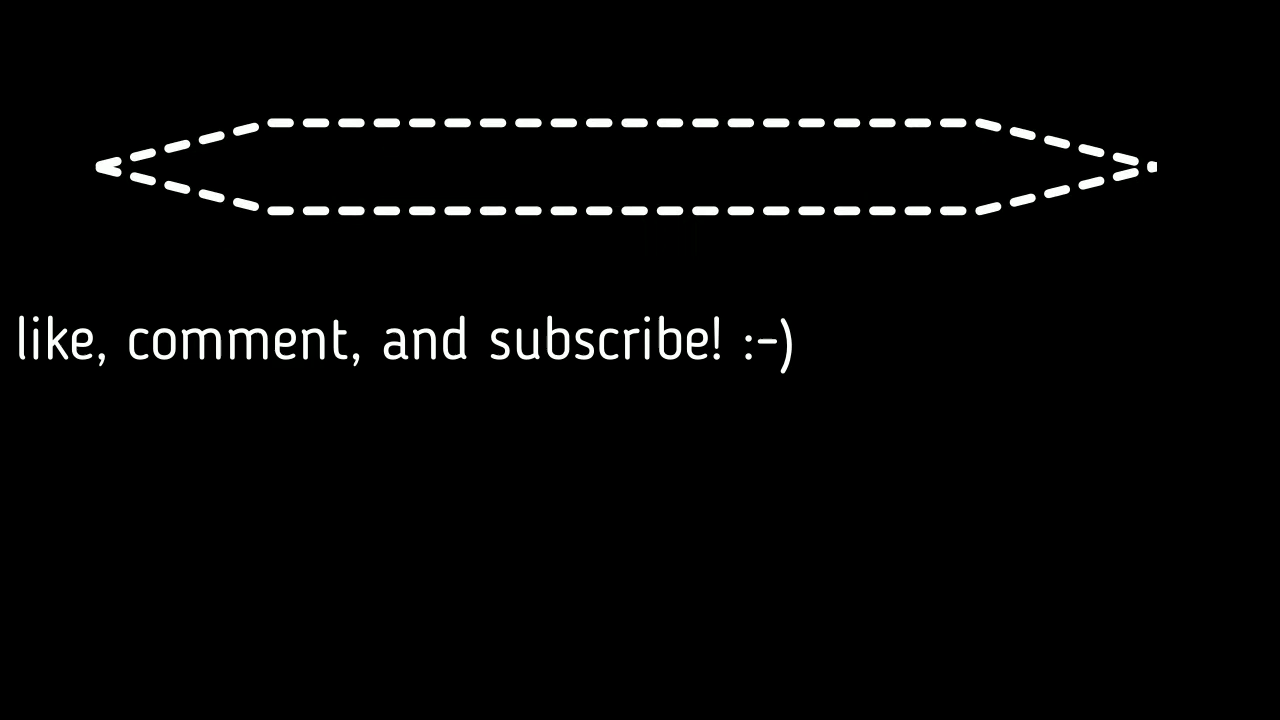 like, comment, and subscribe! :-)